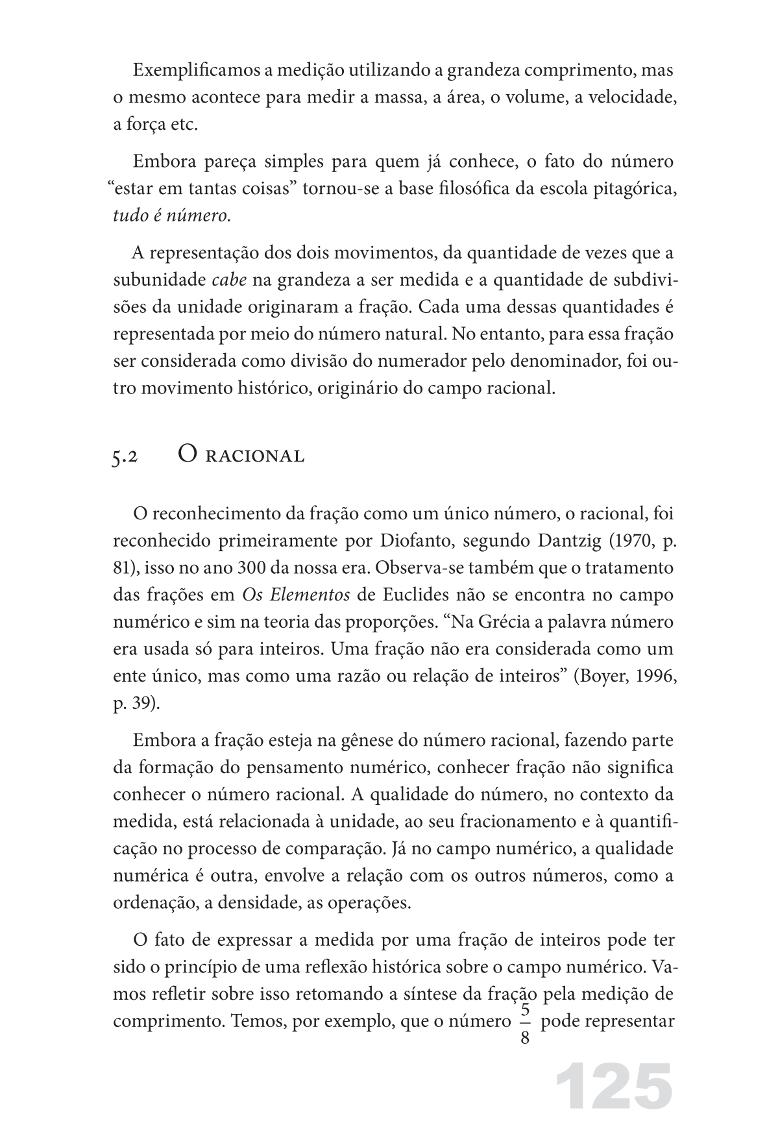 Exemplificamos a medição utilizando a grandeza comprimento, mas
o mesmo acontece para medir a massa, a área, o volume, a velocidade,
a força etc.
Embora pareça simples para quem já conhece, o fato do número
“estar em tantas coisas” tornou-se a base filosófica da escola pitagórica,
tudo é número.
A representação dos dois movimentos, da quantidade de vezes que a
subunidade cabe na grandeza a ser medida e a quantidade de subdivi-
sões da unidade originaram a fração. Cada uma dessas quantidades é
representada por meio do número natural. No entanto, para essa fração
ser considerada como divisão do numerador pelo denominador, foi ou-
tro movimento histórico, originário do campo racional.
5.2 O RACIONAL
O reconhecimento da fração como um único número, o racional, foi
reconhecido primeiramente por Diofanto, segundo Dantzig (1970, p.
81), isso no ano 300 da nossa era. Observa-se também que o tratamento
das frações em Os Elementos de Euclides não se encontra no campo
numérico e sim na teoria das proporções. “Na Grécia a palavra número
era usada só para inteiros. Uma fração não era considerada como um
ente único, mas como uma razão ou relação de inteiros” (Boyer, 1996,
p. 39).
Embora a fração esteja na gênese do número racional, fazendo parte
da formação do pensamento numérico, conhecer fração não significa
conhecer o número racional. A qualidade do número, no contexto da
medida, está relacionada à unidade, ao seu fracionamento e à quantifi-
cação no processo de comparação. Já no campo numérico, a qualidade
numérica é outra, envolve a relação com os outros números, como a
ordenação, a densidade, as operações.
O fato de expressar a medida por uma fração de inteiros pode ter
sido o princípio de uma reflexão histórica sobre o campo numérico. Va-
mos refletir sobre isso retomando a síntese da fração pela medição de
comprimento. Temos, por exemplo, que o número 5/8 pode representar
125